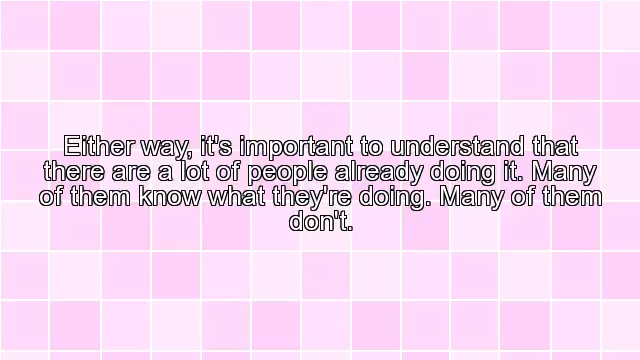 Either way, it's important to understand that
there are a lot of people already doing it. Many
of them know what they're doing. Many of them
don't.